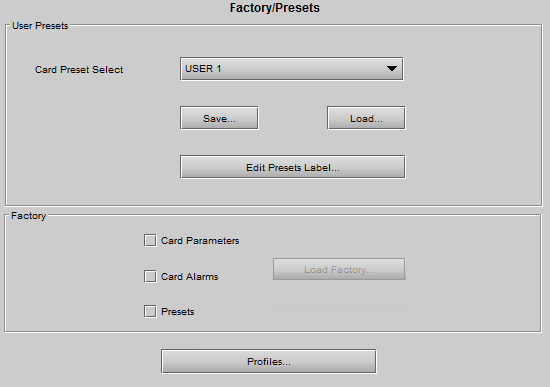 Factory/Presets
User Presets
Card Preset Select
USER 1
Save...
Load...
Edit Presets Label...
Factory
Card Parameters
Card Alarms
Load Factory...
Presets
Profiles...